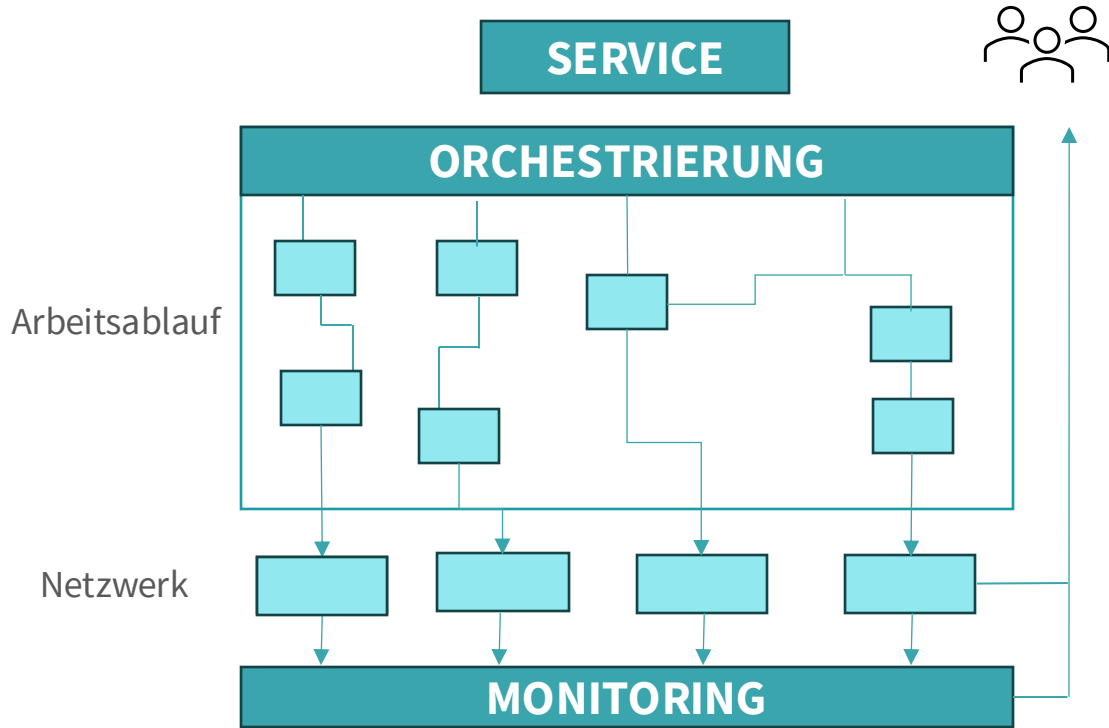 SERVICE
ORCHESTRIERUNG
Arbeitsablauf
Netzwerk
MONITORING